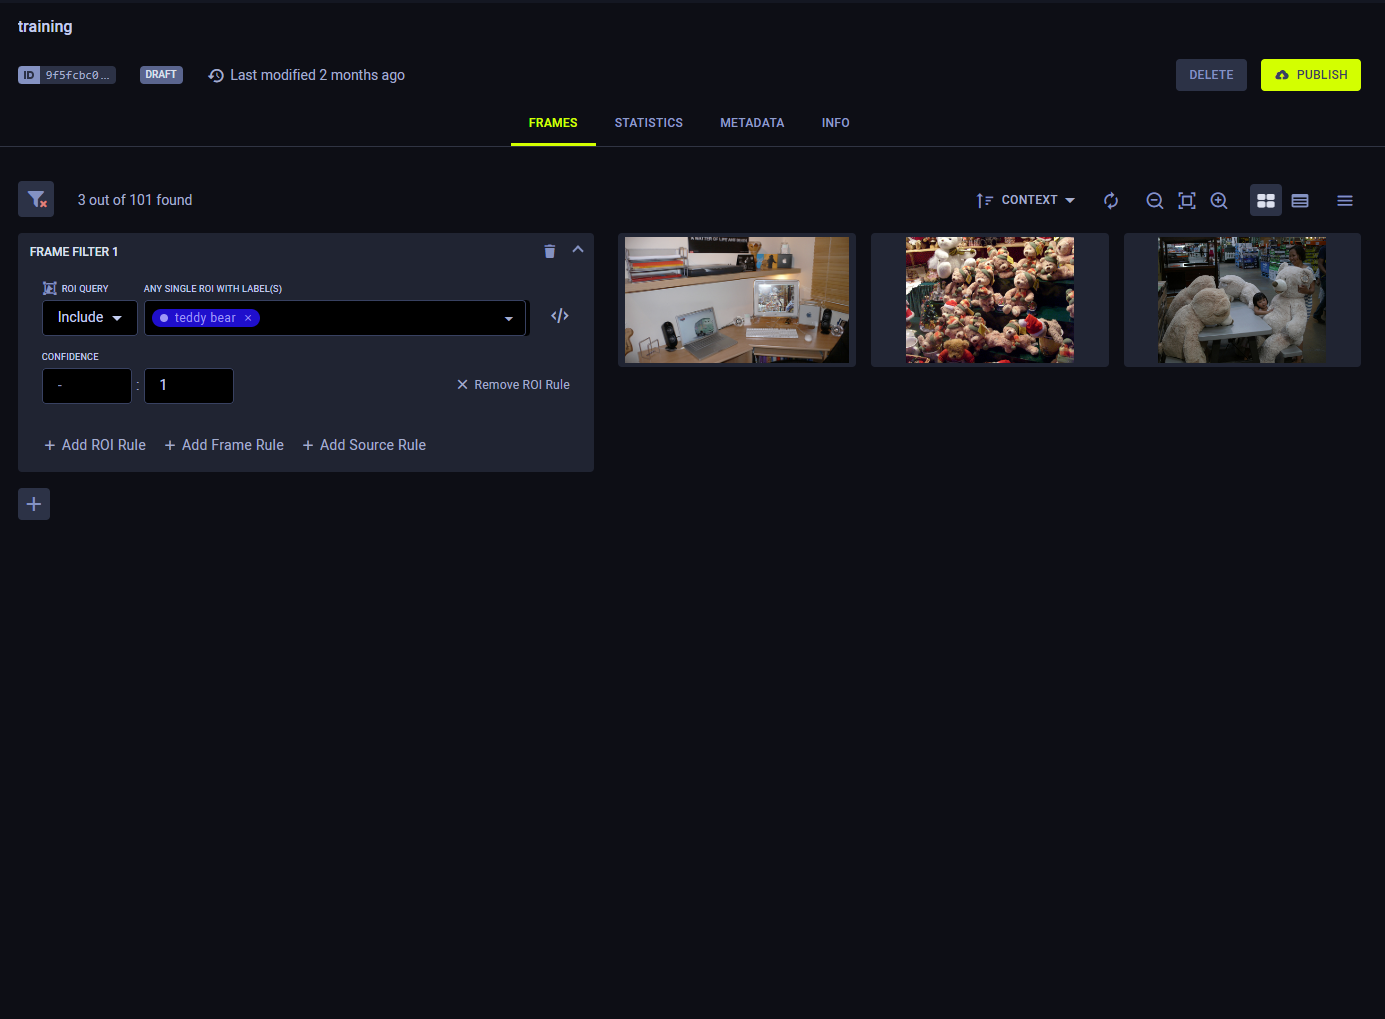 training
ID 9f5fcbc0...
DRAFT
Last modified 2 months ago
DELETE
PUBLISH
FRAMES
STATISTICS
METADATA
INFO
3 out of 101 found
CONTEXT
FRAME FILTER 1
ROI QUERY
ANY SINGLE ROI WITH LABEL(S)
Include
teddy bear ×
</>
CONFIDENCE
- : 1
Remove ROI Rule
+ Add ROI Rule
+ Add Frame Rule
+ Add Source Rule
+